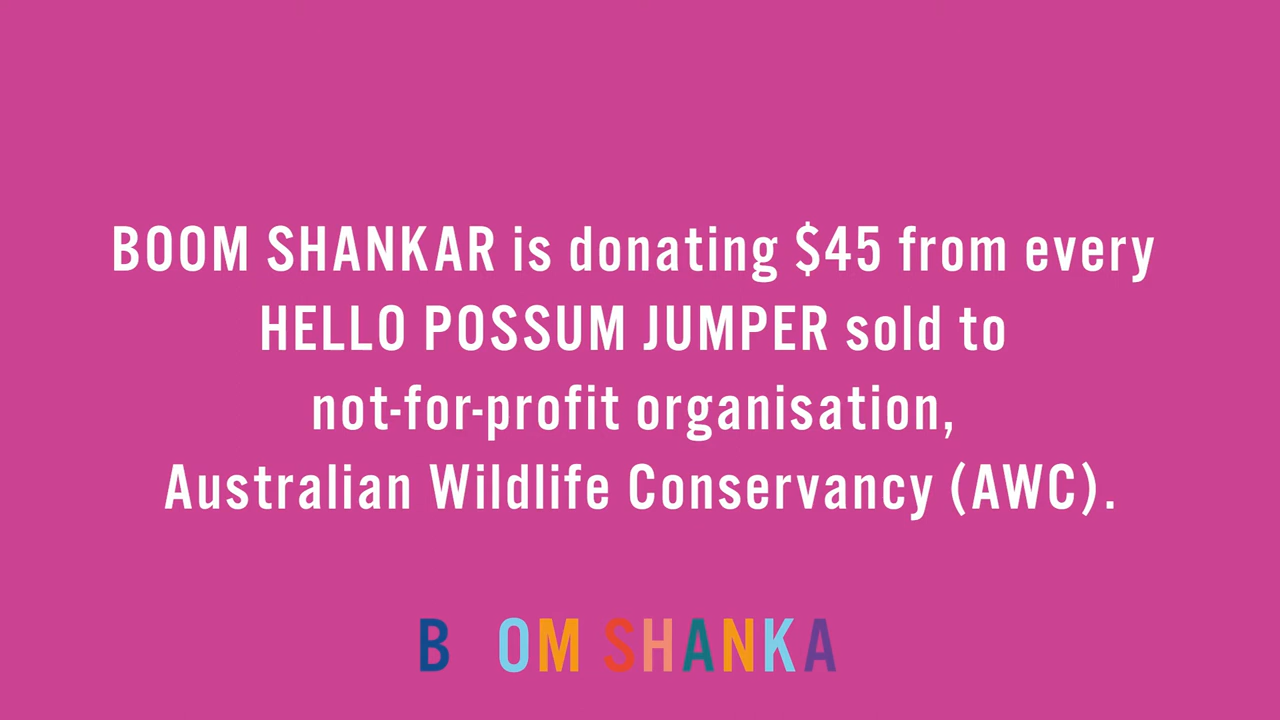 BOOM SHANKAR is donating $45 from every
HELLO POSSUM JUMPER sold to
not-for-profit organisation,
Australian Wildlife Conservancy (AWC).
B OM SHANKA